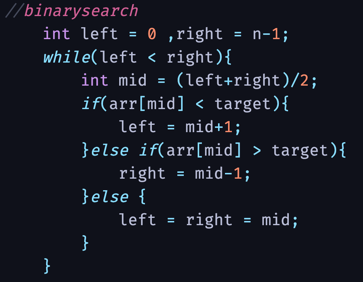 //binarysearch
int left = 0 ,right = n-1;
while(left < right){
int mid = (left+right)/2;
if(arr[mid] < target){
left = mid+1;
}else if(arr[mid] > target){
right = mid-1;
}else {
left = right = mid;
}
}